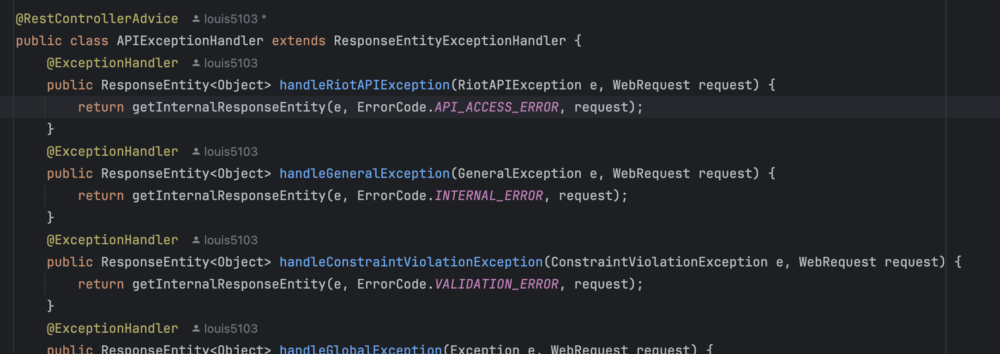 @RestControllerAdvice louis5103 *
public class APIExceptionHandler extends ResponseEntityExceptionHandler {
@ExceptionHandler louis5103
public ResponseEntity<Object> handleRiotAPIException(RiotAPIException e, WebRequest request) {
return getInternalResponseEntity(e, ErrorCode.API_ACCESS_ERROR, request);
}
@ExceptionHandler louis5103
public ResponseEntity<Object> handleGeneralException(GeneralException e, WebRequest request) {
return getInternalResponseEntity(e, ErrorCode.INTERNAL_ERROR, request);
}
@ExceptionHandler louis5103
public ResponseEntity<Object> handleConstraintViolationException(ConstraintViolationException e, WebRequest request) {
return getInternalResponseEntity(e, ErrorCode.VALIDATION_ERROR, request);
}
@ExceptionHandler louis5103
public ResponseEntity<Object> handleGlobalException(Exception e, WebRequest request) {